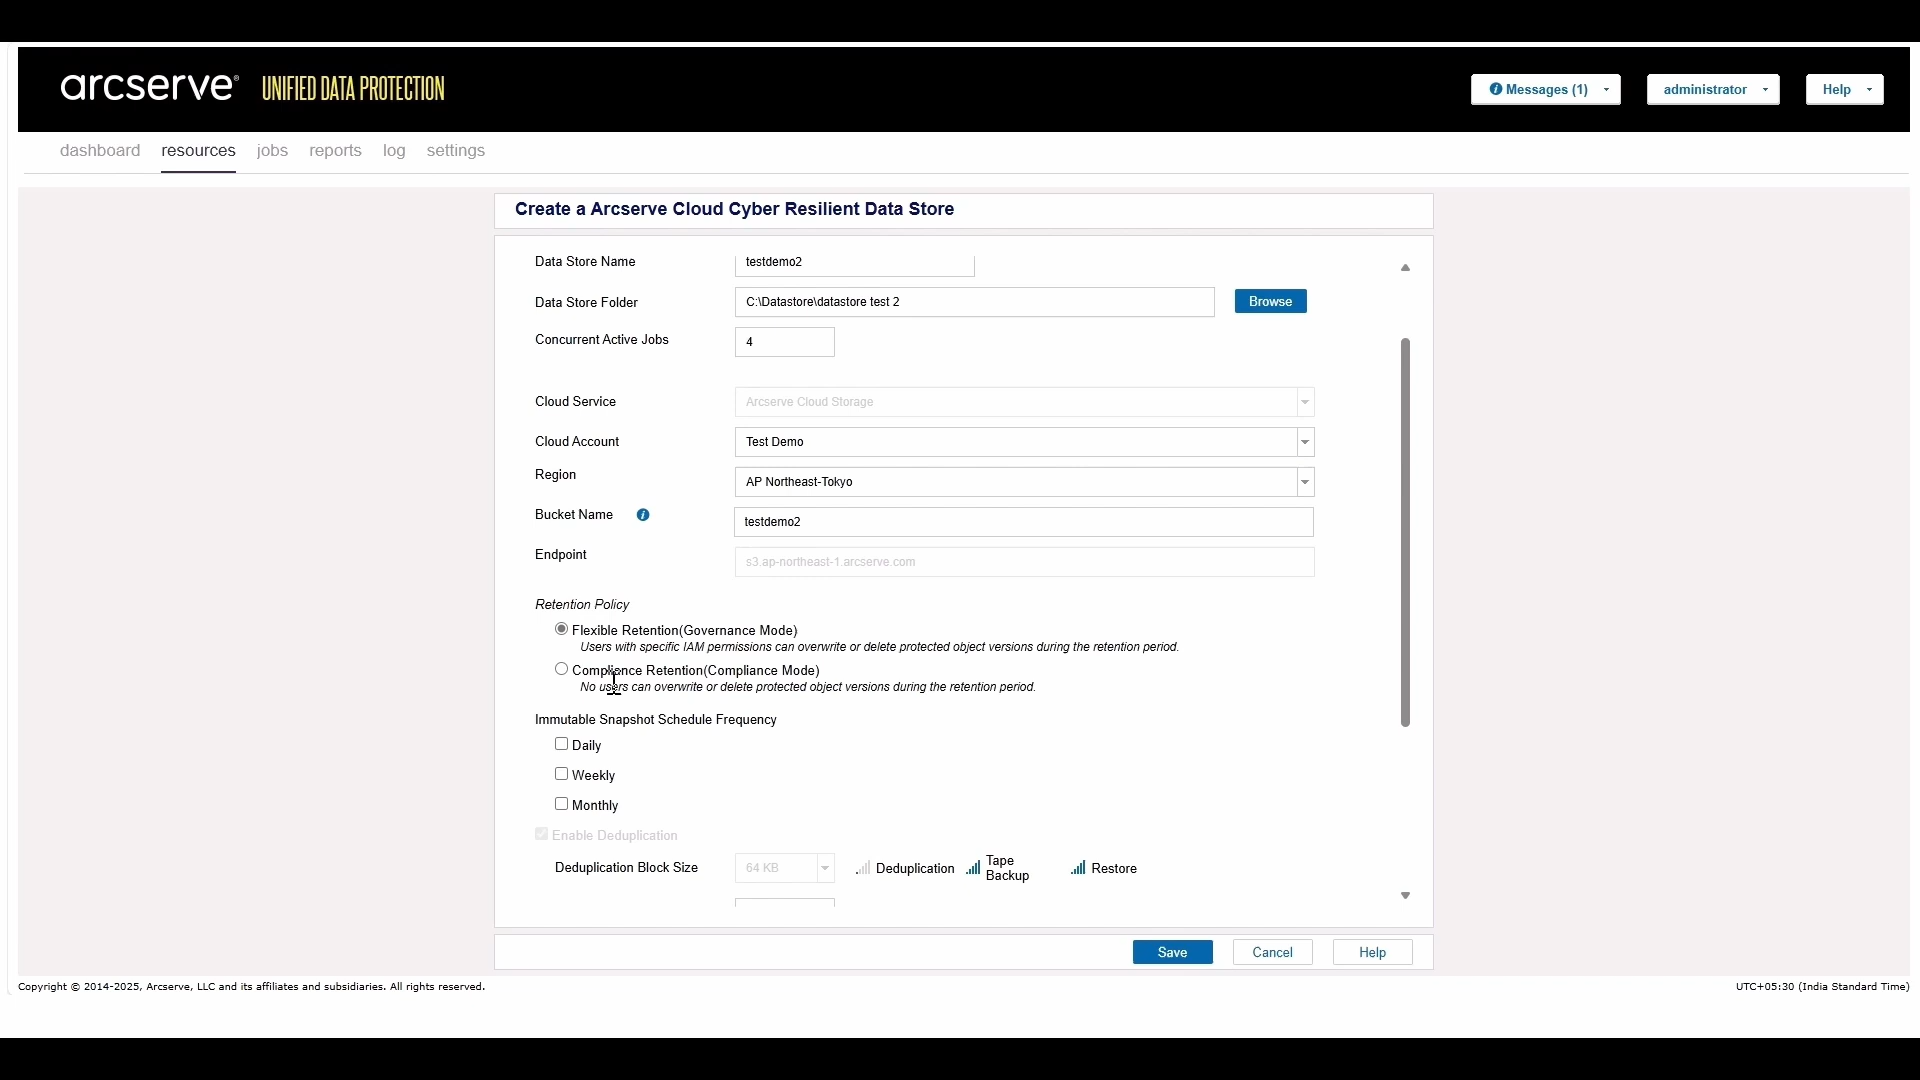 arcserve® UNIFIED DATA PROTECTION
Messages (1)
administrator
Help
dashboard resources jobs reports log settings
Create a Arcserve Cloud Cyber Resilient Data Store
Data Store Name testdemo2
Data Store Folder C:\Datastore\datastore test 2 Browse
Concurrent Active Jobs 4
Cloud Service Arcserve Cloud Storage
Cloud Account Test Demo
Region AP Northeast-Tokyo
Bucket Name testdemo2
Endpoint s3.ap-northeast-1.arcserve.com
Retention Policy
Flexible Retention(Governance Mode)
Users with specific IAM permissions can overwrite or delete protected object versions during the retention period.
Compliance Retention(Compliance Mode)
No users can overwrite or delete protected object versions during the retention period.
Immutable Snapshot Schedule Frequency
Daily
Weekly
Monthly
Enable Deduplication
Deduplication Block Size 64 KB Deduplication Tape Backup Restore
Save Cancel Help
Copyright © 2014-2025, Arcserve, LLC and its affiliates and subsidiaries. All rights reserved. UTC+05:30 (India Standard Time)